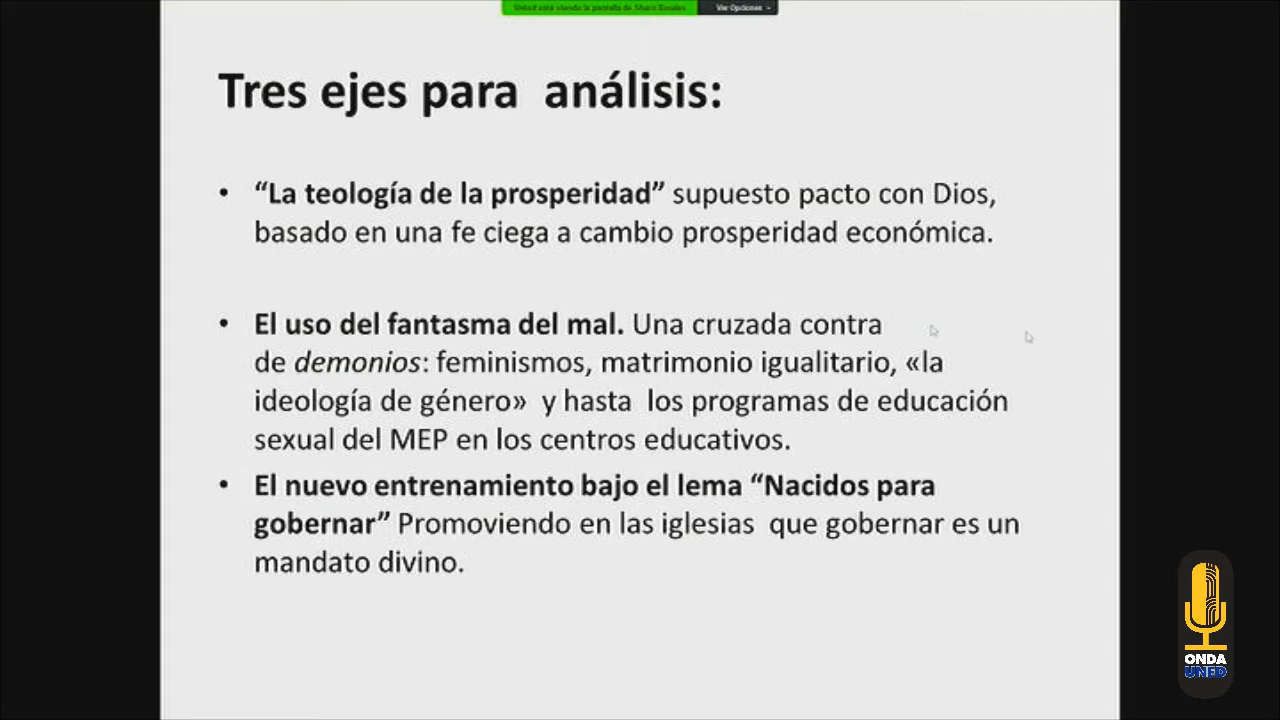 Usted está viendo la pantalla de Sharo Rosales
Ver Opciones
Tres ejes para análisis:
• “La teología de la prosperidad” supuesto pacto con Dios,
basado en una fe ciega a cambio prosperidad económica.
• El uso del fantasma del mal. Una cruzada contra
de demonios: feminismos, matrimonio igualitario, «la
ideología de género» y hasta los programas de educación
sexual del MEP en los centros educativos.
• El nuevo entrenamiento bajo el lema “Nacidos para
gobernar” Promoviendo en las iglesias que gobernar es un
mandato divino.
ONDA
UNED